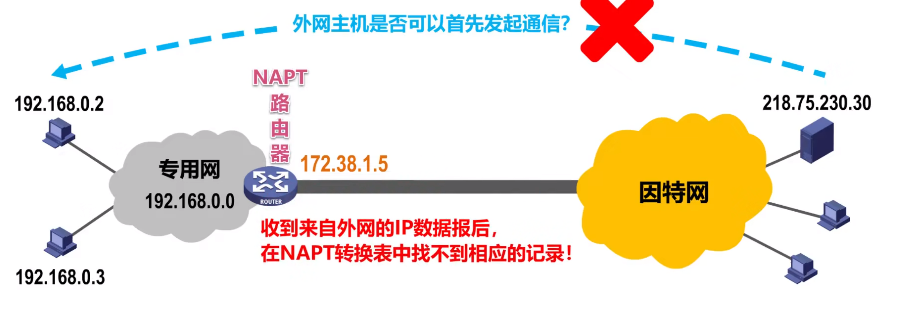 外网主机是否可以首先发起通信？
NAPT
路
由
器
192.168.0.2
218.75.230.30
172.38.1.5
专用网
192.168.0.0
ROUTER
因特网
收到来自外网的IP数据报后，
在NAPT转换表中找不到相应的记录！
192.168.0.3